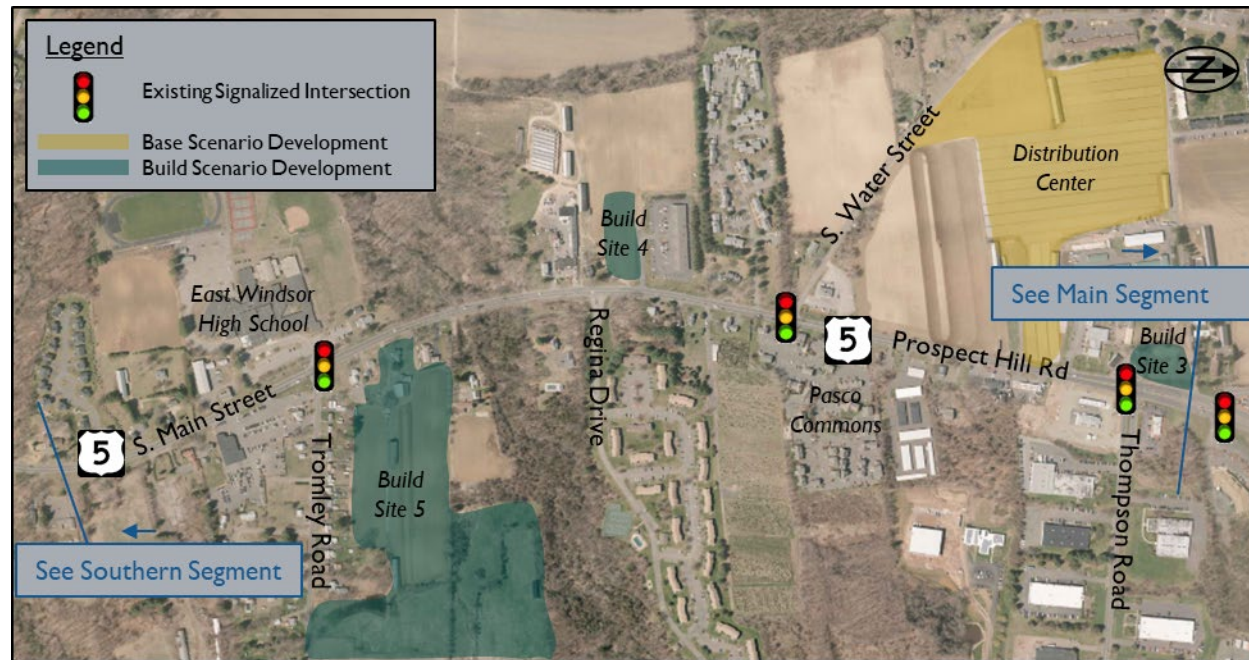 Legend
Existing Signalized Intersection
Base Scenario Development
Build Scenario Development
N
Distribution
Center
S. Water Street
Build
Site 4
See Main Segment
East Windsor
High School
Regina Drive
5
Prospect Hill Rd
Build
Site 3
Pasco
Commons
S. Main Street
5
Tromley Road
Build
Site 5
Thompson Road
See Southern Segment